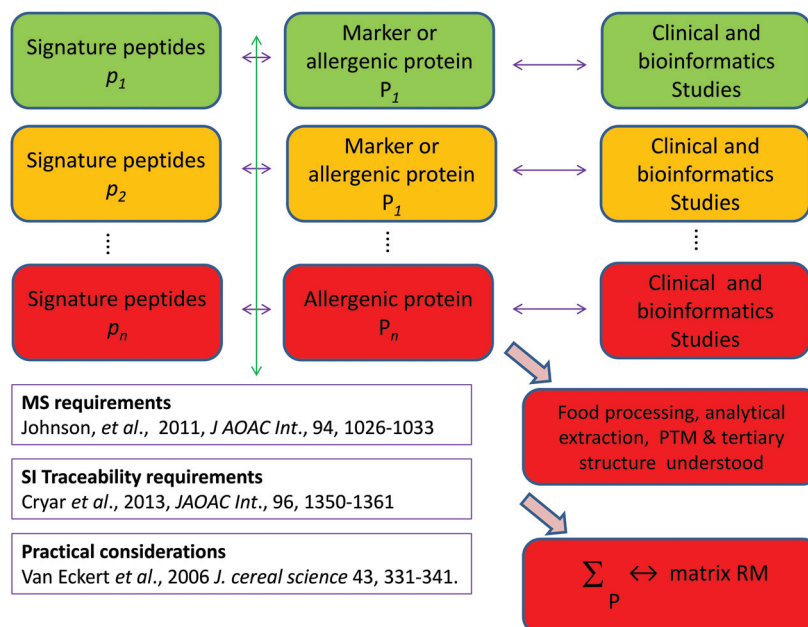 Signature peptides
p1
Marker or
allergenic protein
P1
Clinical and
bioinformatics
Studies
Signature peptides
p2
Marker or
allergenic protein
P1
Clinical and
bioinformatics
Studies
Signature peptides
pn
Allergenic protein
Pn
Clinical and
bioinformatics
Studies
MS requirements
Johnson, et al., 2011, J AOAC Int., 94, 1026-1033
SI Traceability requirements
Cryar et al., 2013, JAOAC Int., 96, 1350-1361
Practical considerations
Van Eckert et al., 2006 J. cereal science 43, 331-341.
Food processing, analytical
extraction, PTM & tertiary
structure understood
∑P ↔ matrix RM